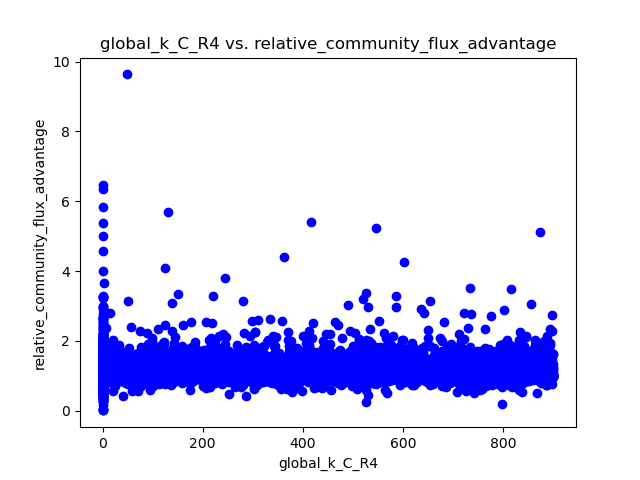 global_k_C_R4 vs. relative_community_flux_advantage
10
8
6
4
2
0
relative_community_flux_advantage
0 200 400 600 800
global_k_C_R4